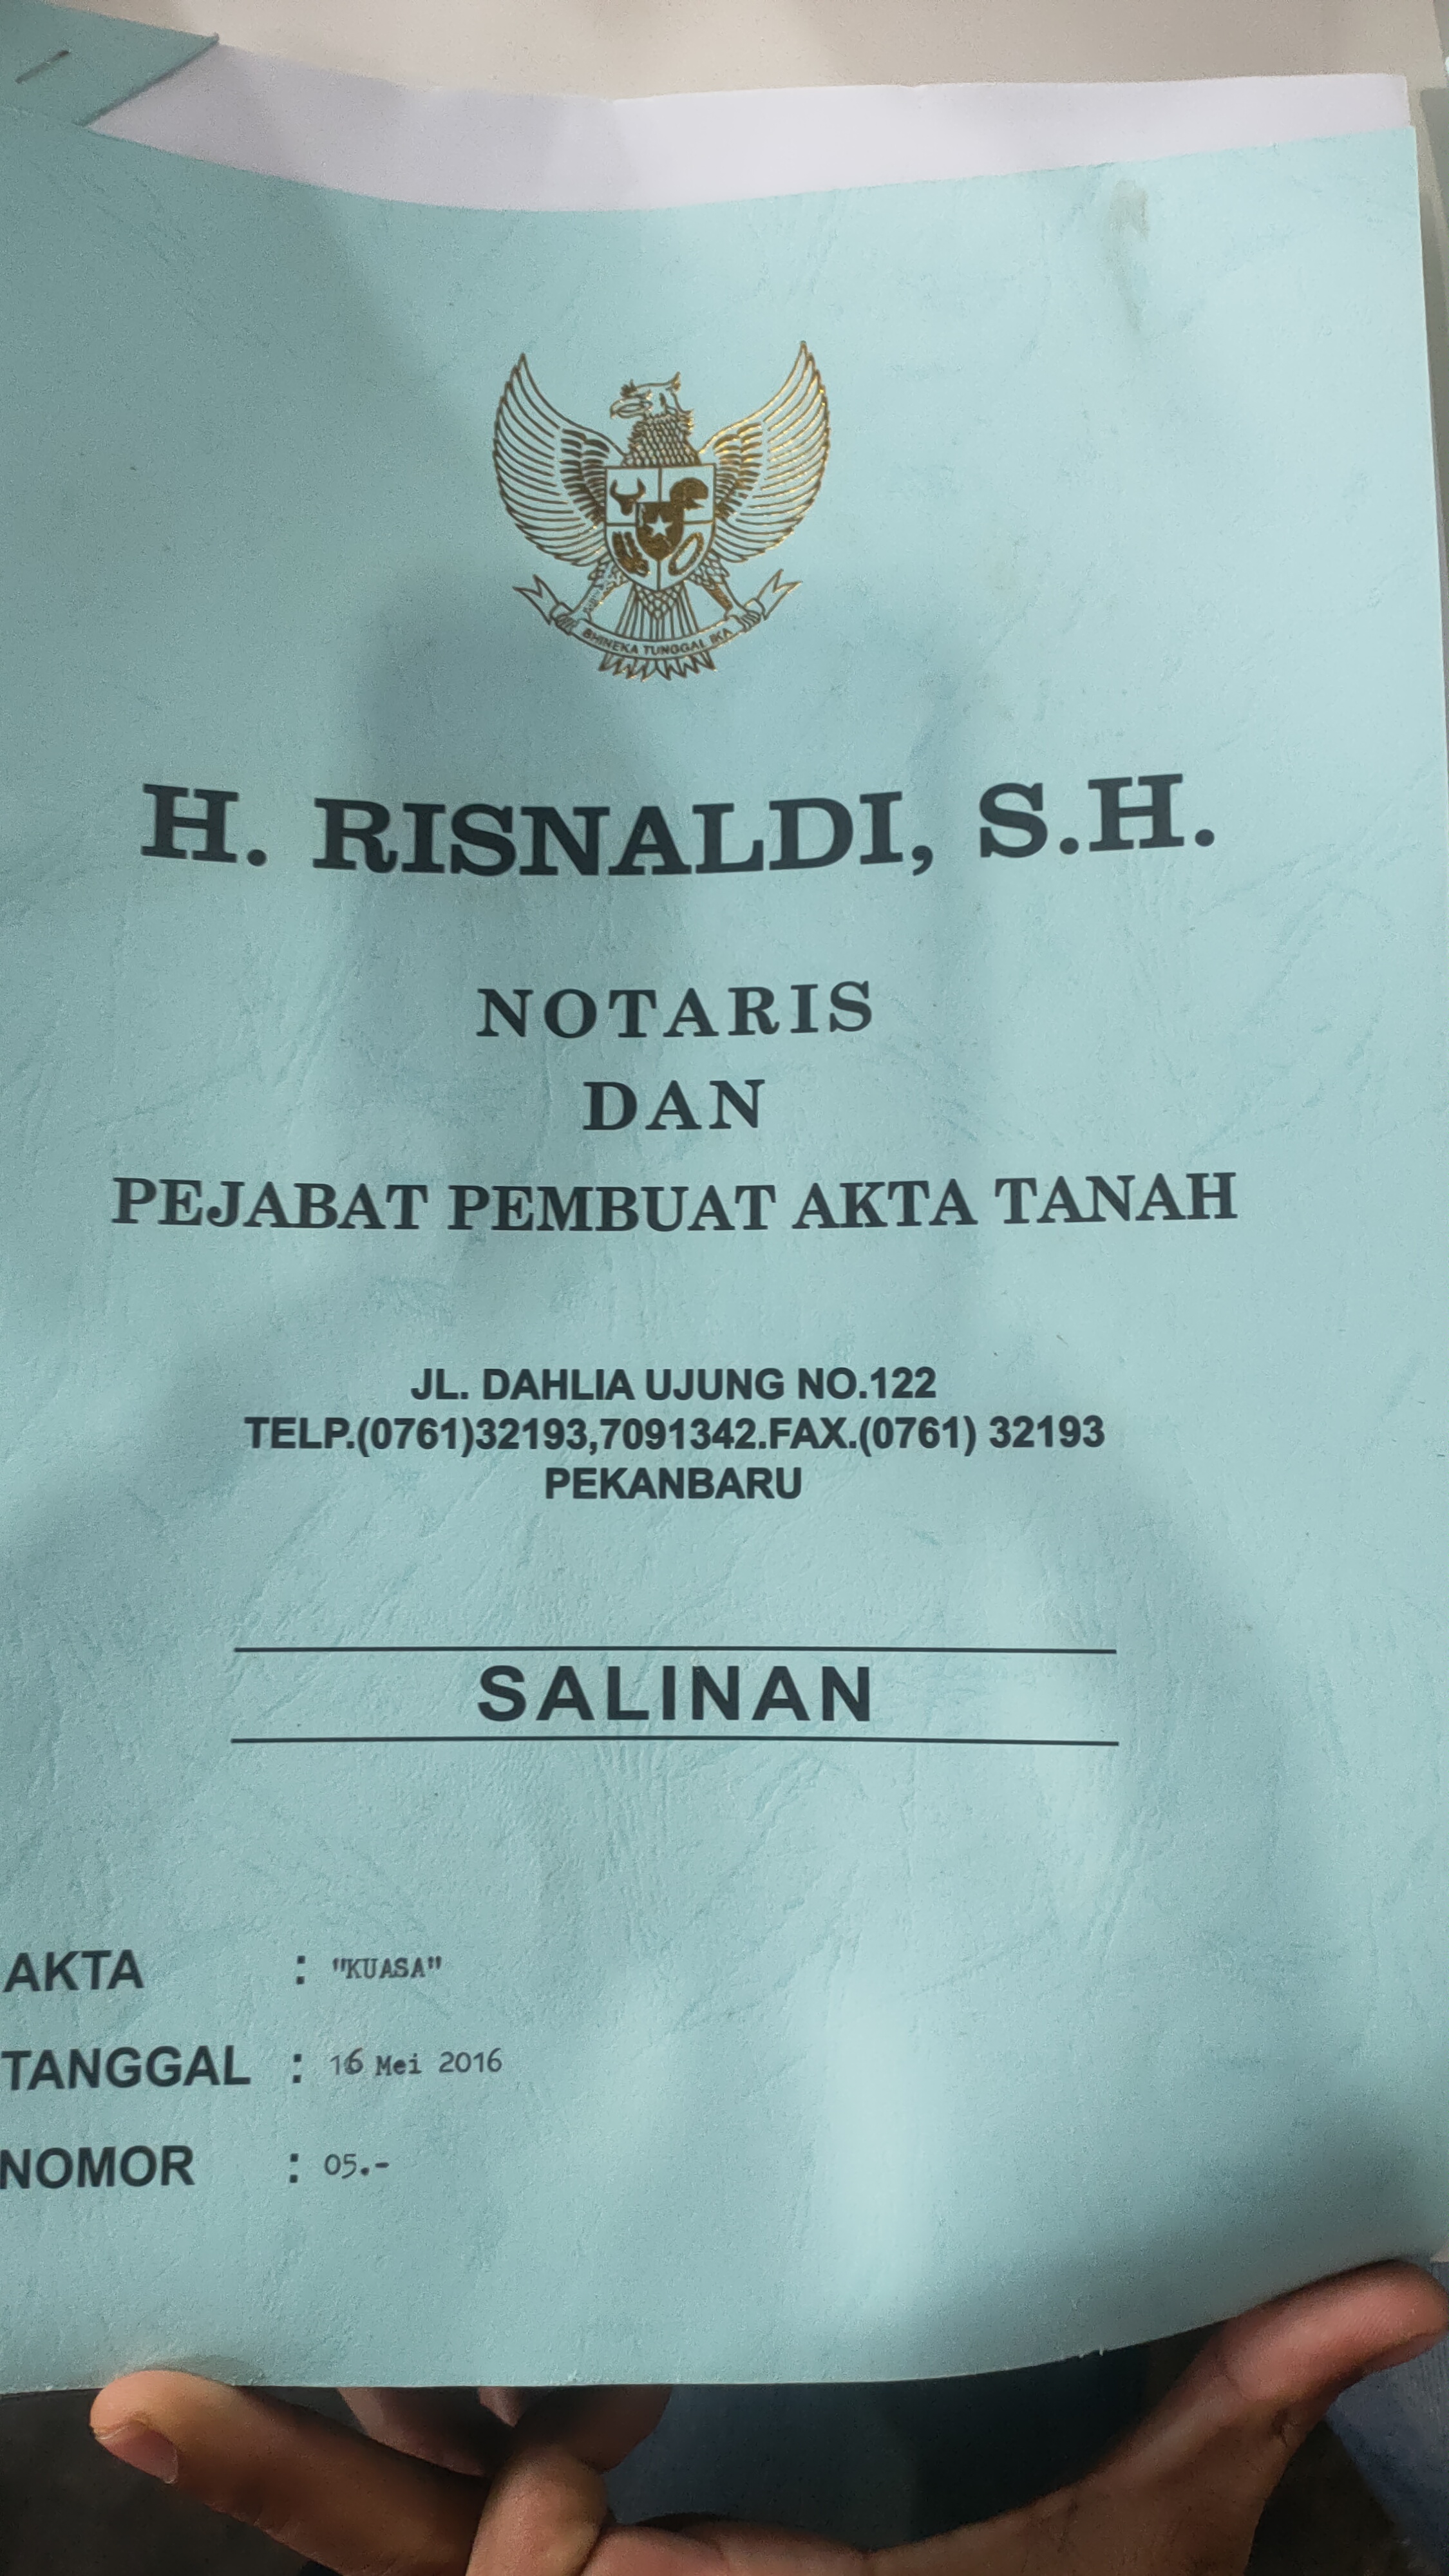 BHINEKA TUNGGAL IKA
H. RISNALDI, S.H.
NOTARIS
DAN
PEJABAT PEMBUAT AKTA TANAH
JL. DAHLIA UJUNG NO.122
TELP.(0761)32193,7091342.FAX.(0761) 32193
PEKANBARU
SALINAN
AKTA : "KUASA"
TANGGAL : 16 Mei 2016
NOMOR : 05.-